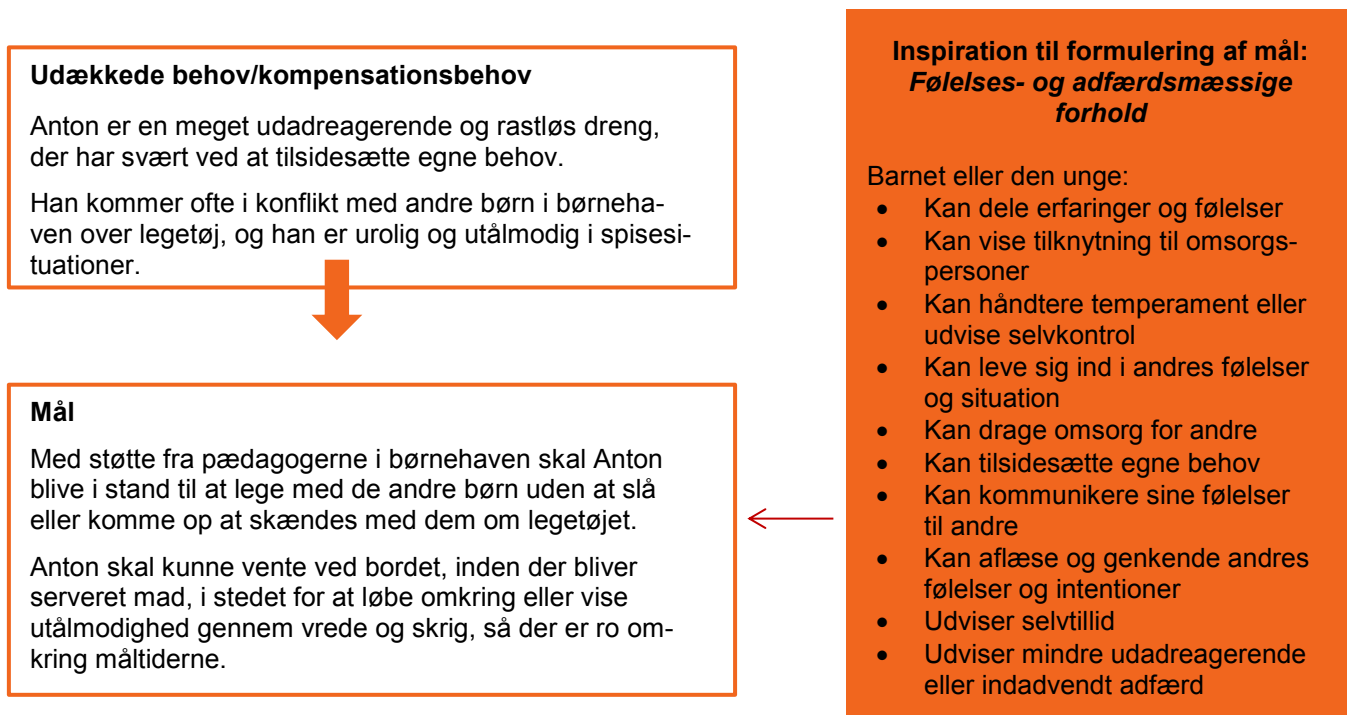 Udækkede behov/kompensationsbehov
Anton er en meget udadreagerende og rastløs dreng,
der har svært ved at tilsidesætte egne behov.
Han kommer ofte i konflikt med andre børn i børneha-
ven over legetøj, og han er urolig og utålmodig i spisesi-
tuationer.
Mål
Med støtte fra pædagogerne i børnehaven skal Anton
blive i stand til at lege med de andre børn uden at slå
eller komme op at skændes med dem om legetøjet.
Anton skal kunne vente ved bordet, inden der bliver
serveret mad, i stedet for at løbe omkring eller vise
utålmodighed gennem vrede og skrig, så der er ro om-
kring måltiderne.
Inspiration til formulering af mål:
Følelses- og adfærdsmæssige
forhold
Barnet eller den unge:
• Kan dele erfaringer og følelser
• Kan vise tilknytning til omsorgs-
personer
• Kan håndtere temperament eller
udvise selvkontrol
• Kan leve sig ind i andres følelser
og situation
• Kan drage omsorg for andre
• Kan tilsidesætte egne behov
• Kan kommunikere sine følelser
til andre
• Kan aflæse og genkende andres
følelser og intentioner
• Udviser selvtillid
• Udviser mindre udadreagerende
eller indadvendt adfærd